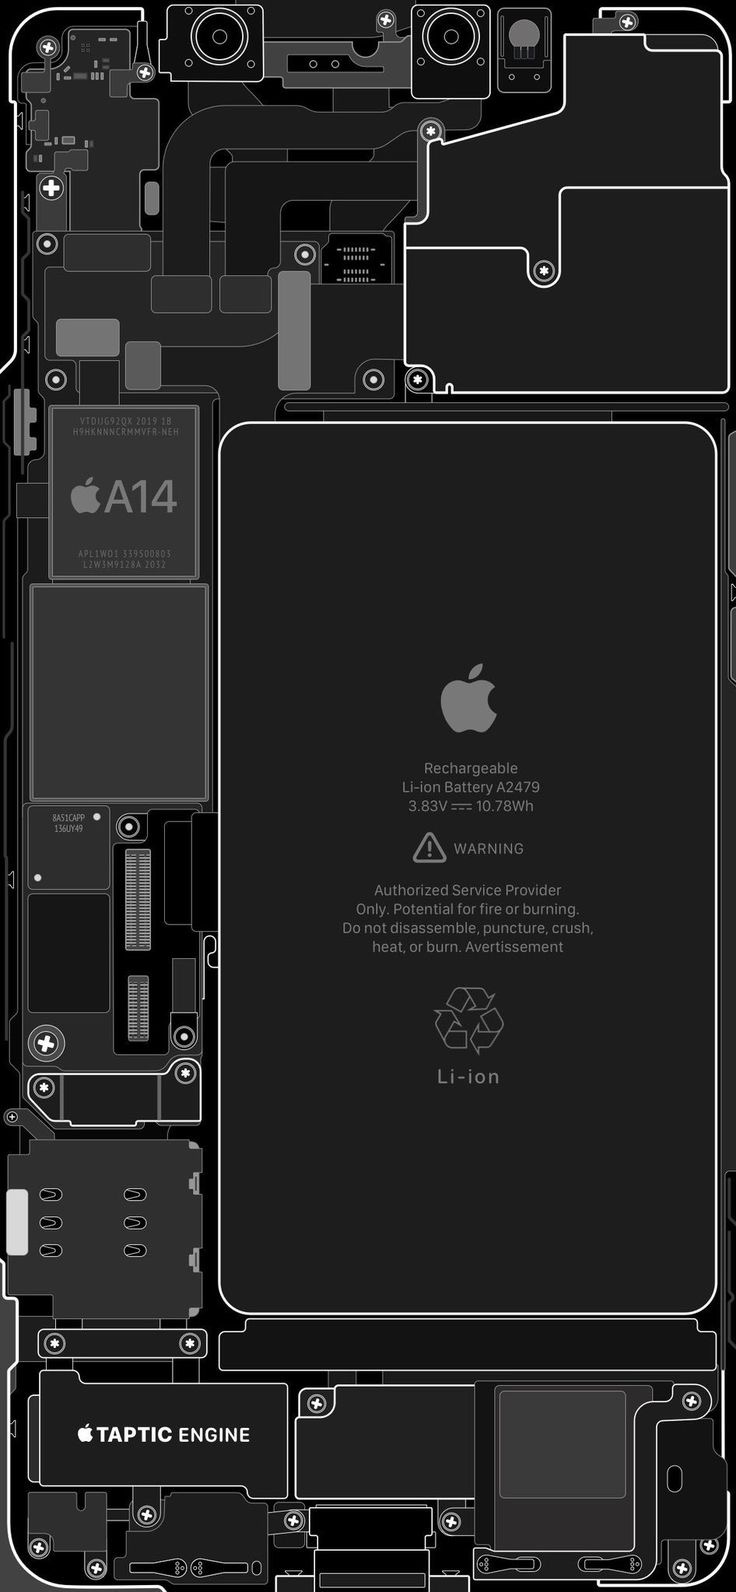 VTDIJG92QX 2019 1B
H9HKNNNCRMMVFR-NEH
A14
APL1WD1 339S00803
L2W3M9128A 2032
Rechargeable
Li-ion Battery A2479
3.83V 10.78Wh
8A51CAPP
136UY49
WARNING
Authorized Service Provider
Only. Potential for fire or burning.
Do not disassemble, puncture, crush,
heat, or burn. Avertissement
Li-ion
TAPTIC ENGINE